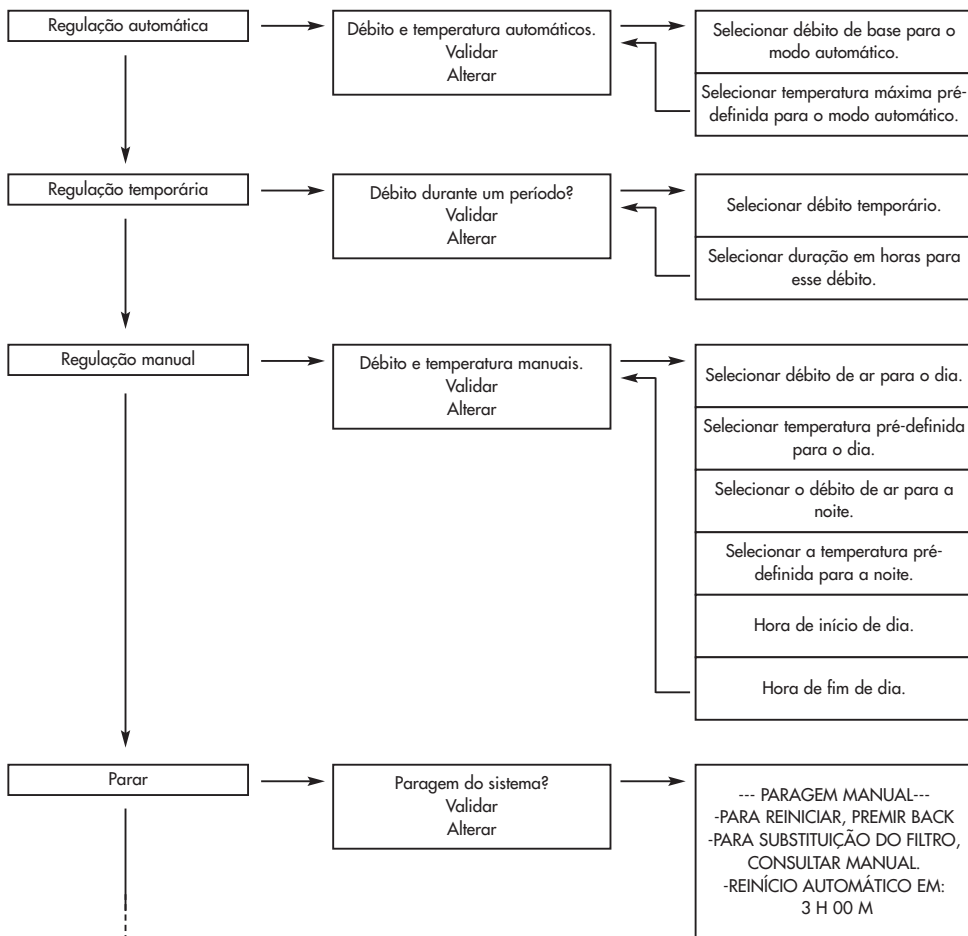 Regulação automática
Débito e temperatura automáticos.
Validar
Alterar
Selecionar débito de base para o
modo automático.
Selecionar temperatura máxima pré-
definida para o modo automático.
Regulação temporária
Débito durante um período?
Validar
Alterar
Selecionar débito temporário.
Selecionar duração em horas para
esse débito.
Regulação manual
Débito e temperatura manuais.
Validar
Alterar
Selecionar débito de ar para o dia.
Selecionar temperatura pré-definida
para o dia.
Selecionar o débito de ar para a
noite.
Selecionar a temperatura pré-
definida para a noite.
Hora de início de dia.
Hora de fim de dia.
Parar
Paragem do sistema?
Validar
Alterar
--- PARAGEM MANUAL---
-PARA REINICIAR, PREMIR BACK
-PARA SUBSTITUIÇÃO DO FILTRO,
CONSULTAR MANUAL.
-REINÍCIO AUTOMÁTICO EM:
3 H 00 M